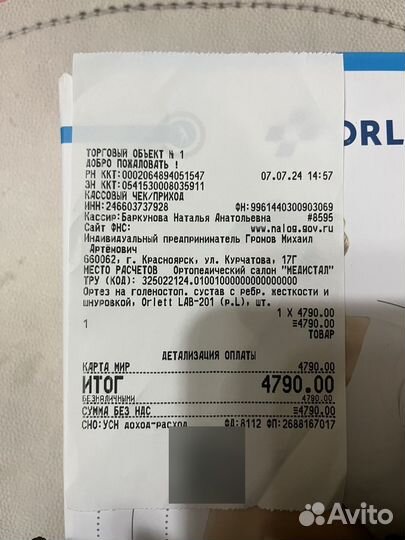 ORL
ТОРГОВЫЙ ОБЪЕКТ N 1
ДОБРО ПОЖАЛОВАТЬ !
РН ККТ:0002064894051547 07.07.24 14:57
ЗН ККТ:0541530008035911
КАССОВЫЙ ЧЕК/ПРИХОД
ИНН:246603737928 ФН:9961440300903069
Кассир:Баркунова Наталья Анатольевна #8595
Сайт ФНС: www.nalog.gov.ru
Индивидуальный предприниматель Громов Михаил
Артёмович
660062, г. Красноярск, ул. Курчатова, 17Г
МЕСТО РАСЧЕТОВ Ортопедический салон "МЕДИСТАЛ"
ТРУ (КОД): 325022124.01001000000000000000
Ортез на голеностоп. сустав с ребр. жесткости и
шнуровкой, Orlett LAB-201 (р.L), шт.
1 X 4790.00
1 ≡4790.00
ТОВАР
ДЕТАЛИЗАЦИЯ ОПЛАТЫ
КАРТА МИР 4790.00
ИТОГ 4790.00
БЕЗНАЛИЧНЫМИ 4790.00
СУММА БЕЗ НДС ≡4790.00
СНО:УСН доход-расход ФД:8112 ФП:2688167017
Avito